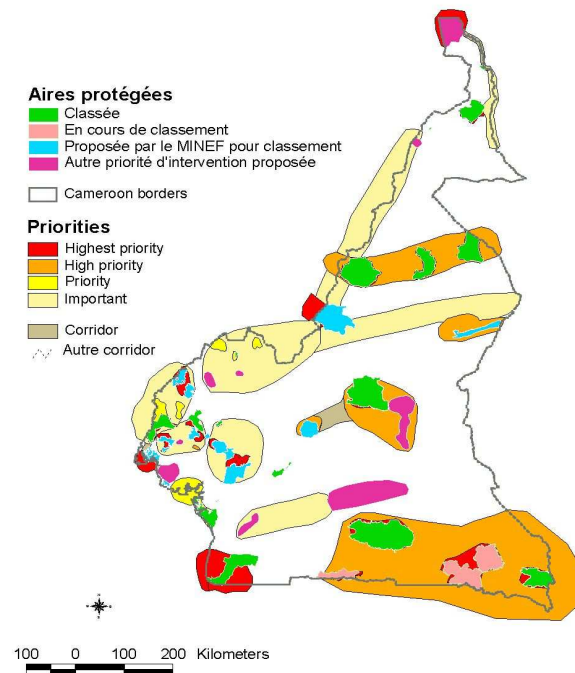 Aires protégées
Classée
En cours de classement
Proposée par le MINEF pour classement
Autre priorité d'intervention proposée
Cameroon borders
Priorities
Highest priority
High priority
Priority
Important
Corridor
Autre corridor
100 0 100 200 Kilometers